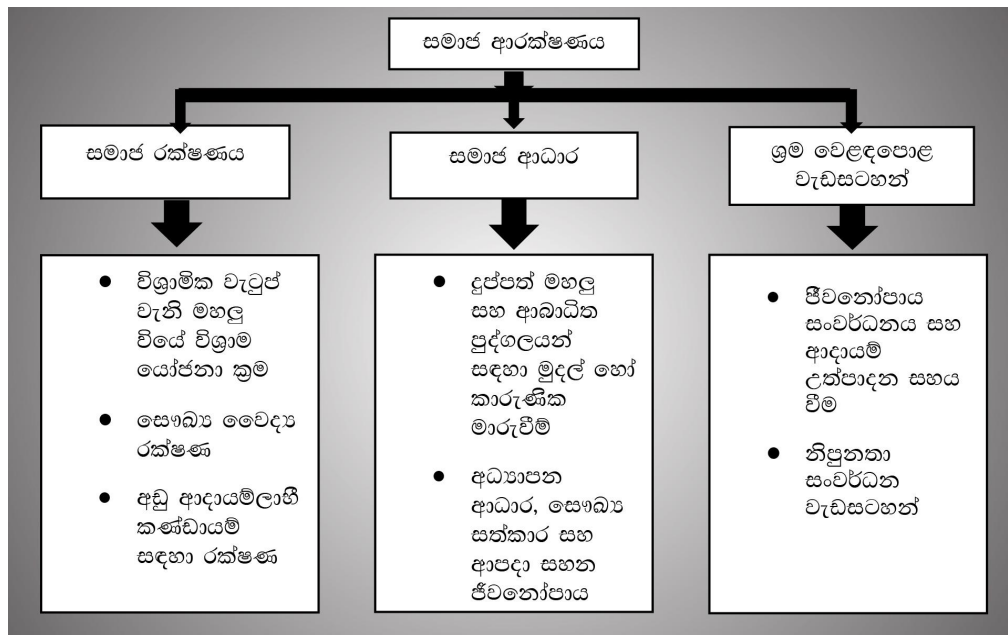 සමාජ ආරක්ෂණය
සමාජ රක්ෂණය
සමාජ ආධාර
ශ්‍රම වෙළඳපොළ
වැඩසටහන්
● විශ්‍රාමික වැටුප්
වැනි මහලු
වියේ විශ්‍රාම
යෝජනා ක්‍රම
● සෞඛ්‍ය වෛද්‍ය
රක්ෂණ
● අඩු ආදායම්ලාභී
කණ්ඩායම්
සඳහා රක්ෂණ
● දුප්පත් මහලු
සහ ආබාධිත
පුද්ගලයන්
සඳහා මුදල් හෝ
කාරුණික
මාරුවීම්
● අධ්‍යාපන
ආධාර, සෞඛ්‍ය
සත්කාර සහ
ආපදා සහන
ජීවනෝපාය
● ජීවනෝපාය
සංවර්ධනය සහ
ආදායම්
උත්පාදන සහය
වීම
● නිපුනතා
සංවර්ධන
වැඩසටහන්